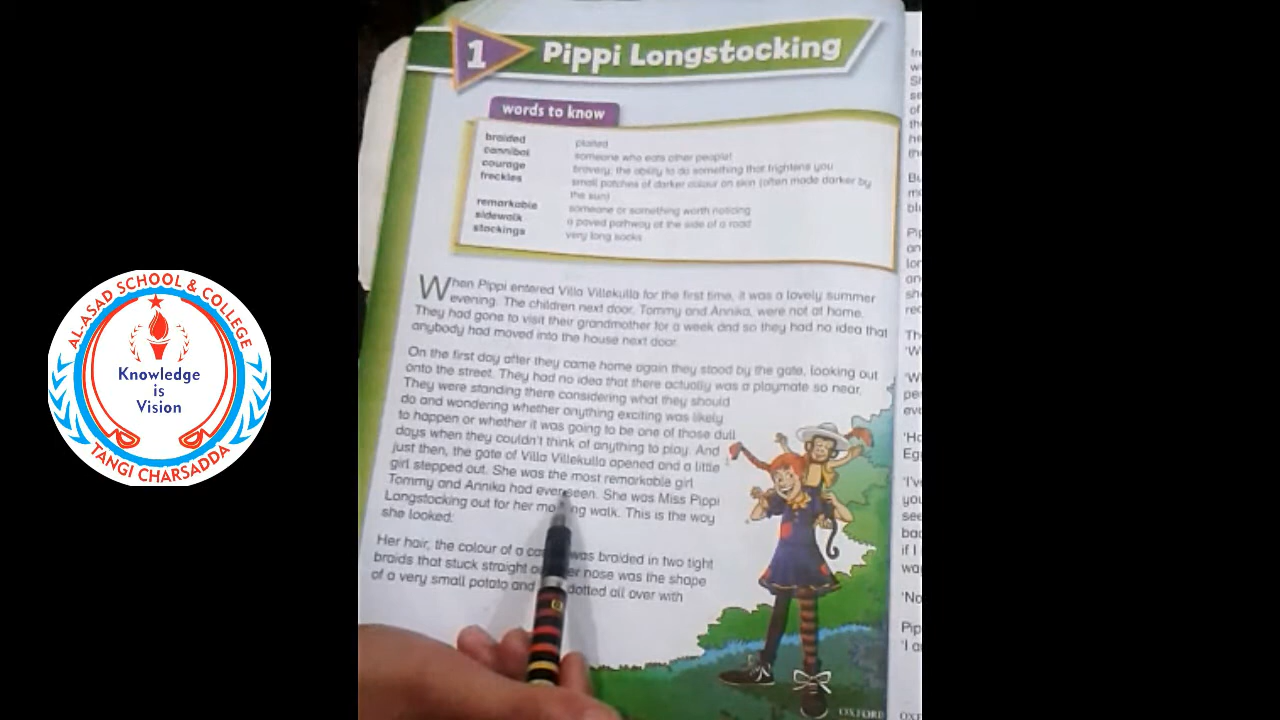 AL-ASAD SCHOOL & COLLEGE
Knowledge
is
Vision
TANGI CHARSADDA
1 Pippi Longstocking
words to know
braided plaited
cannibal someone who eats other people!
courage bravery; the ability to do something that frightens you
freckles small patches of darker colour on skin (often made darker by
the sun)
remarkable someone or something worth noticing
sidewalk a paved pathway at the side of a road
stockings very long socks
When Pippi entered Villa Villekulla for the first time, it was a lovely summer
evening. The children next door, Tommy and Annika, were not at home.
They had gone to visit their grandmother for a week and so they had no idea that
anybody had moved into the house next door.
On the first day after they came home again they stood by the gate, looking out
onto the street. They had no idea that there actually was a playmate so near.
They were standing there considering what they should
do and wondering whether anything exciting was likely
to happen or whether it was going to be one of those dull
days when they couldn't think of anything to play. And
just then, the gate of Villa Villekulla opened and a little
girl stepped out. She was the most remarkable girl
Tommy and Annika had ever seen. She was Miss Pippi
Longstocking out for her mo ng walk. This is the way
she looked:
Her hair, the colour of a ca was braided in two tight
braids that stuck straight o er nose was the shape
of a very small potato and dotted all over with
OXFORD